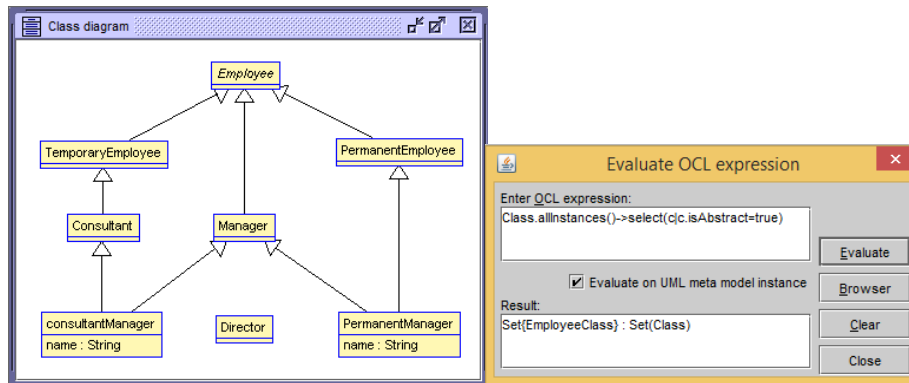 Class diagram
Employee
TemporaryEmployee
PermanentEmployee
Consultant
Manager
consultantManager
name : String
Director
PermanentManager
name : String
Evaluate OCL expression
Enter OCL expression:
Class.allInstances()->select(c|c.isAbstract=true)
Evaluate
Evaluate on UML meta model instance
Browser
Result:
Set{EmployeeClass} : Set(Class)
Clear
Close